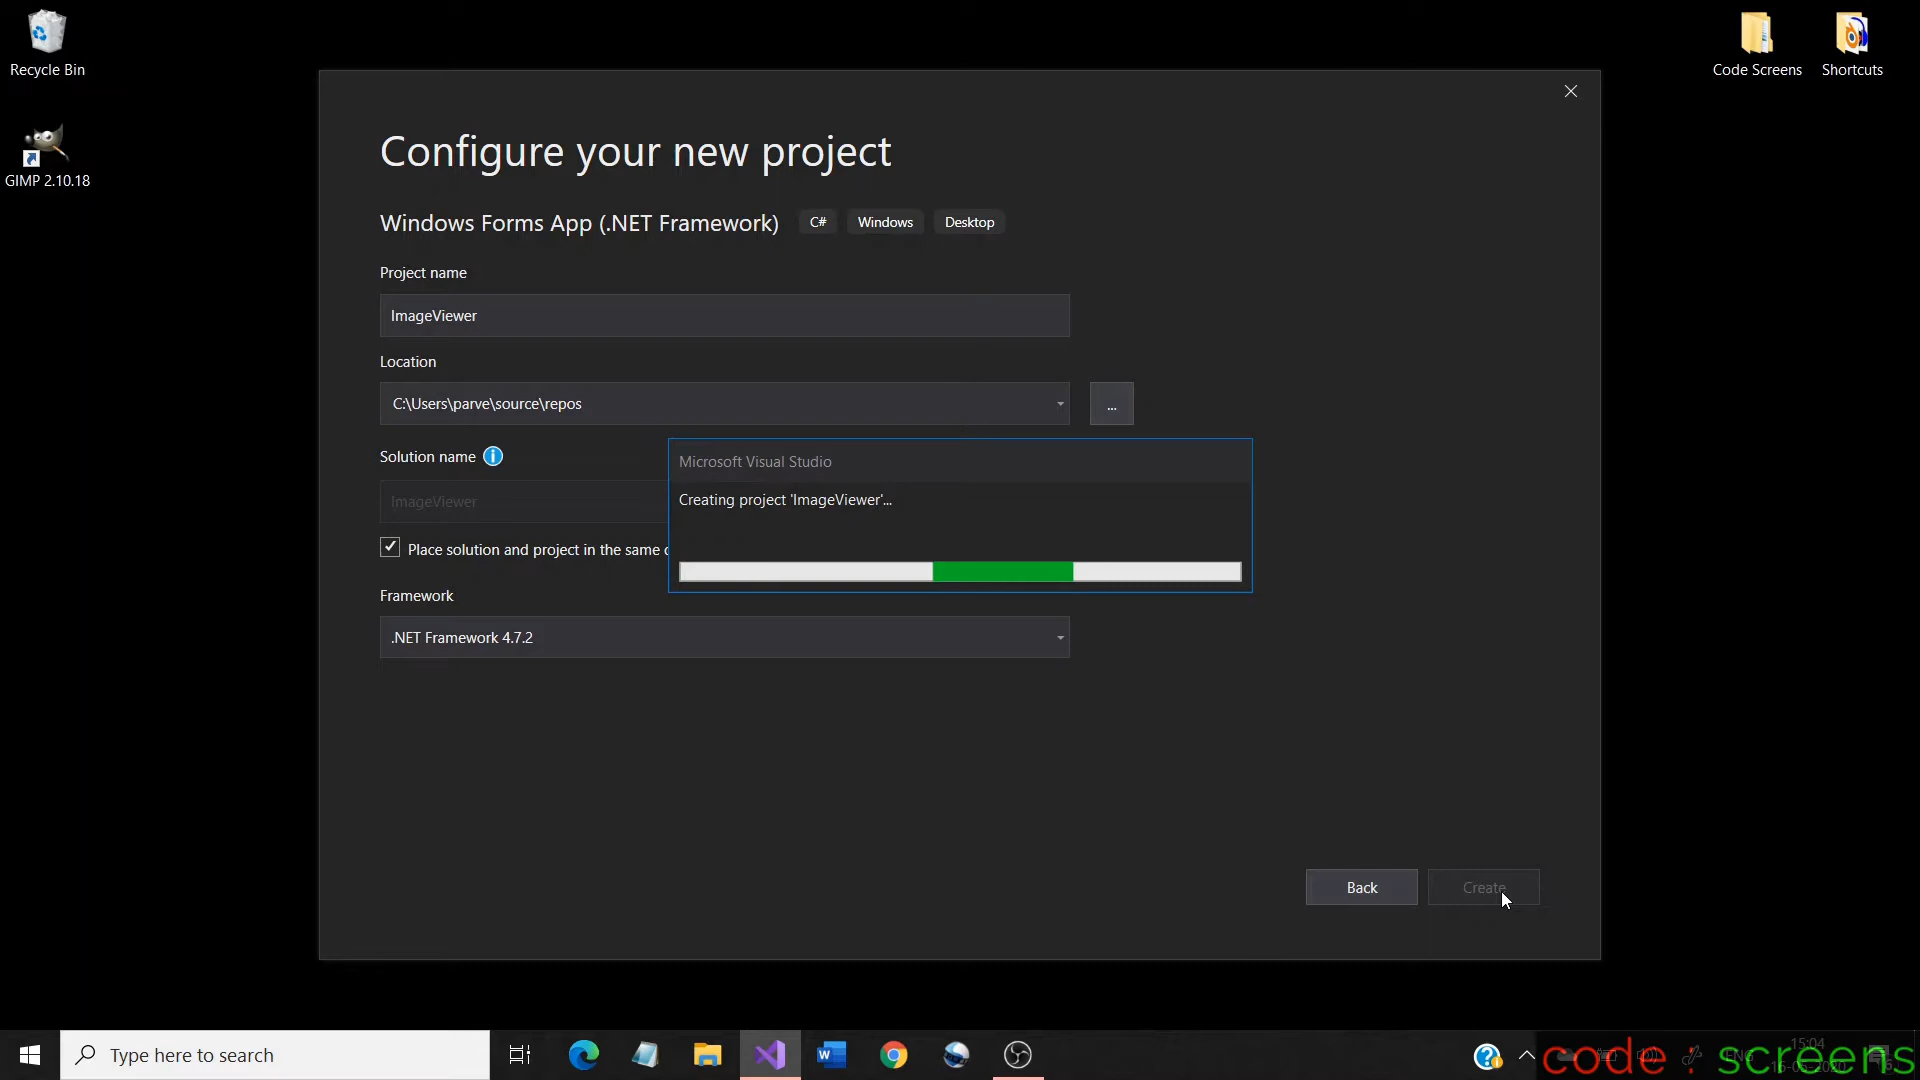 Recycle Bin
GIMP 2.10.18
Code Screens
Shortcuts
Configure your new project
Windows Forms App (.NET Framework)
C#
Windows
Desktop
Project name
ImageViewer
Location
C:\Users\parve\source\repos
...
Solution name
ImageViewer
Place solution and project in the same
Microsoft Visual Studio
Creating project 'ImageViewer'...
Framework
.NET Framework 4.7.2
Back
Create
Type here to search
15:04
ENG
code : screens